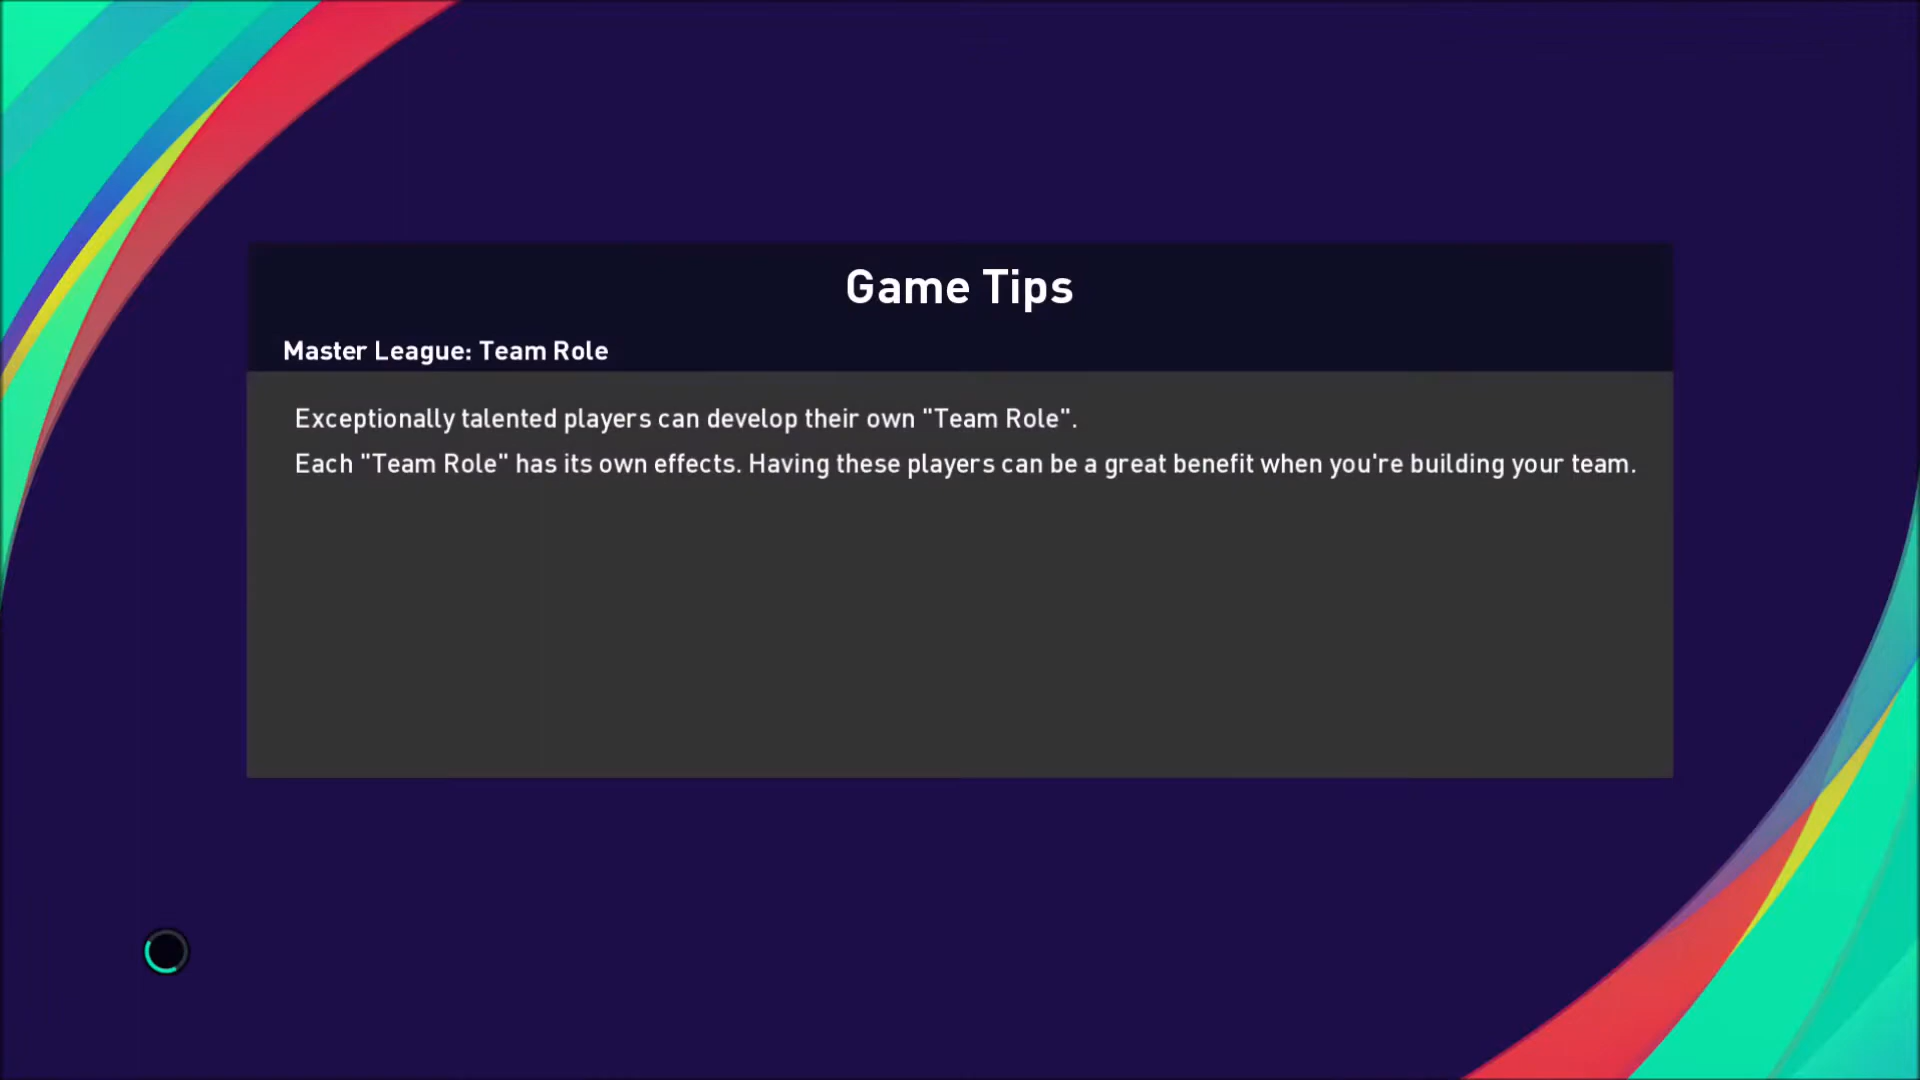 Game Tips
Master League: Team Role
Exceptionally talented players can develop their own "Team Role".
Each "Team Role" has its own effects. Having these players can be a great benefit when you're building your team.